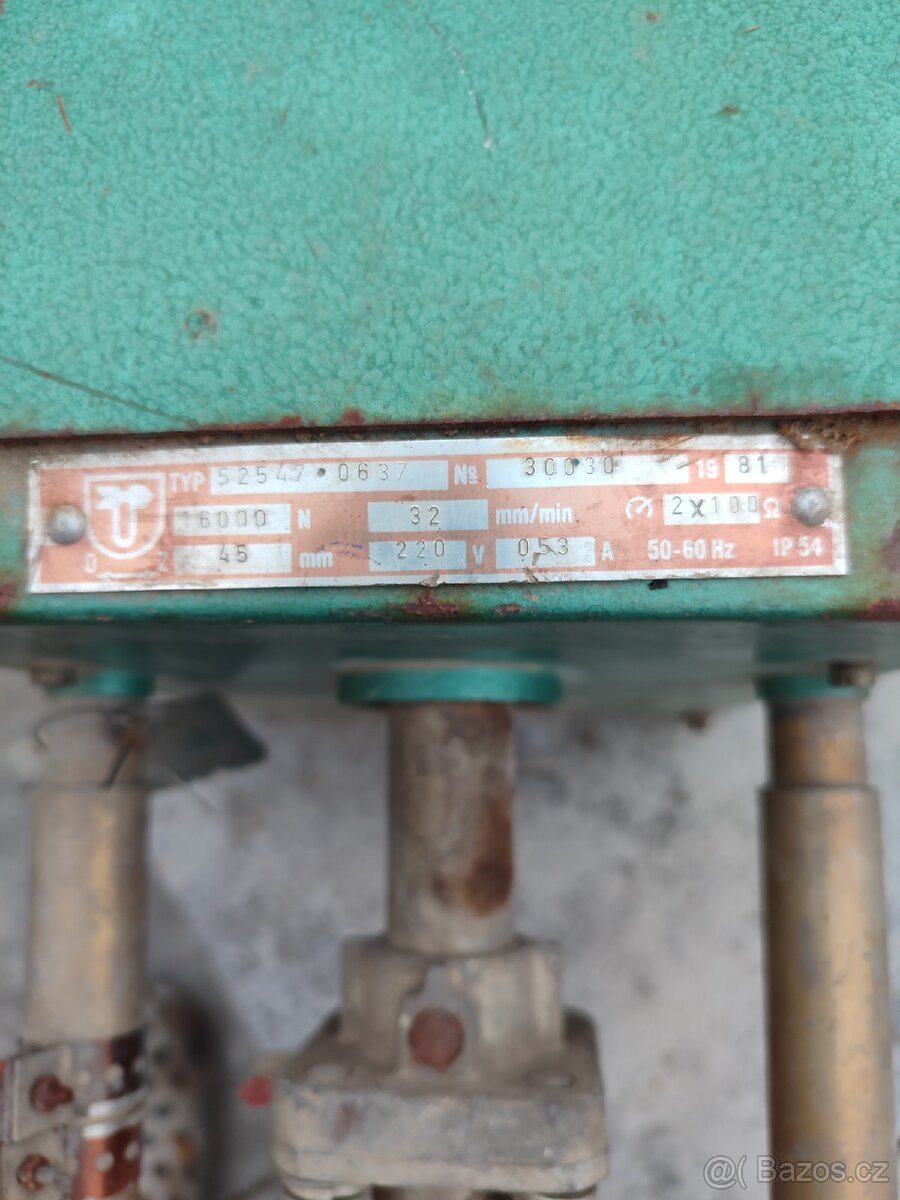 TYP 52547·0637 № 30030 19 81
16000 N 32 mm/min 2X100 Ω
O Z 45 mm 220 V 0,53 A 50-60 Hz IP 54
@ Bazos.cz